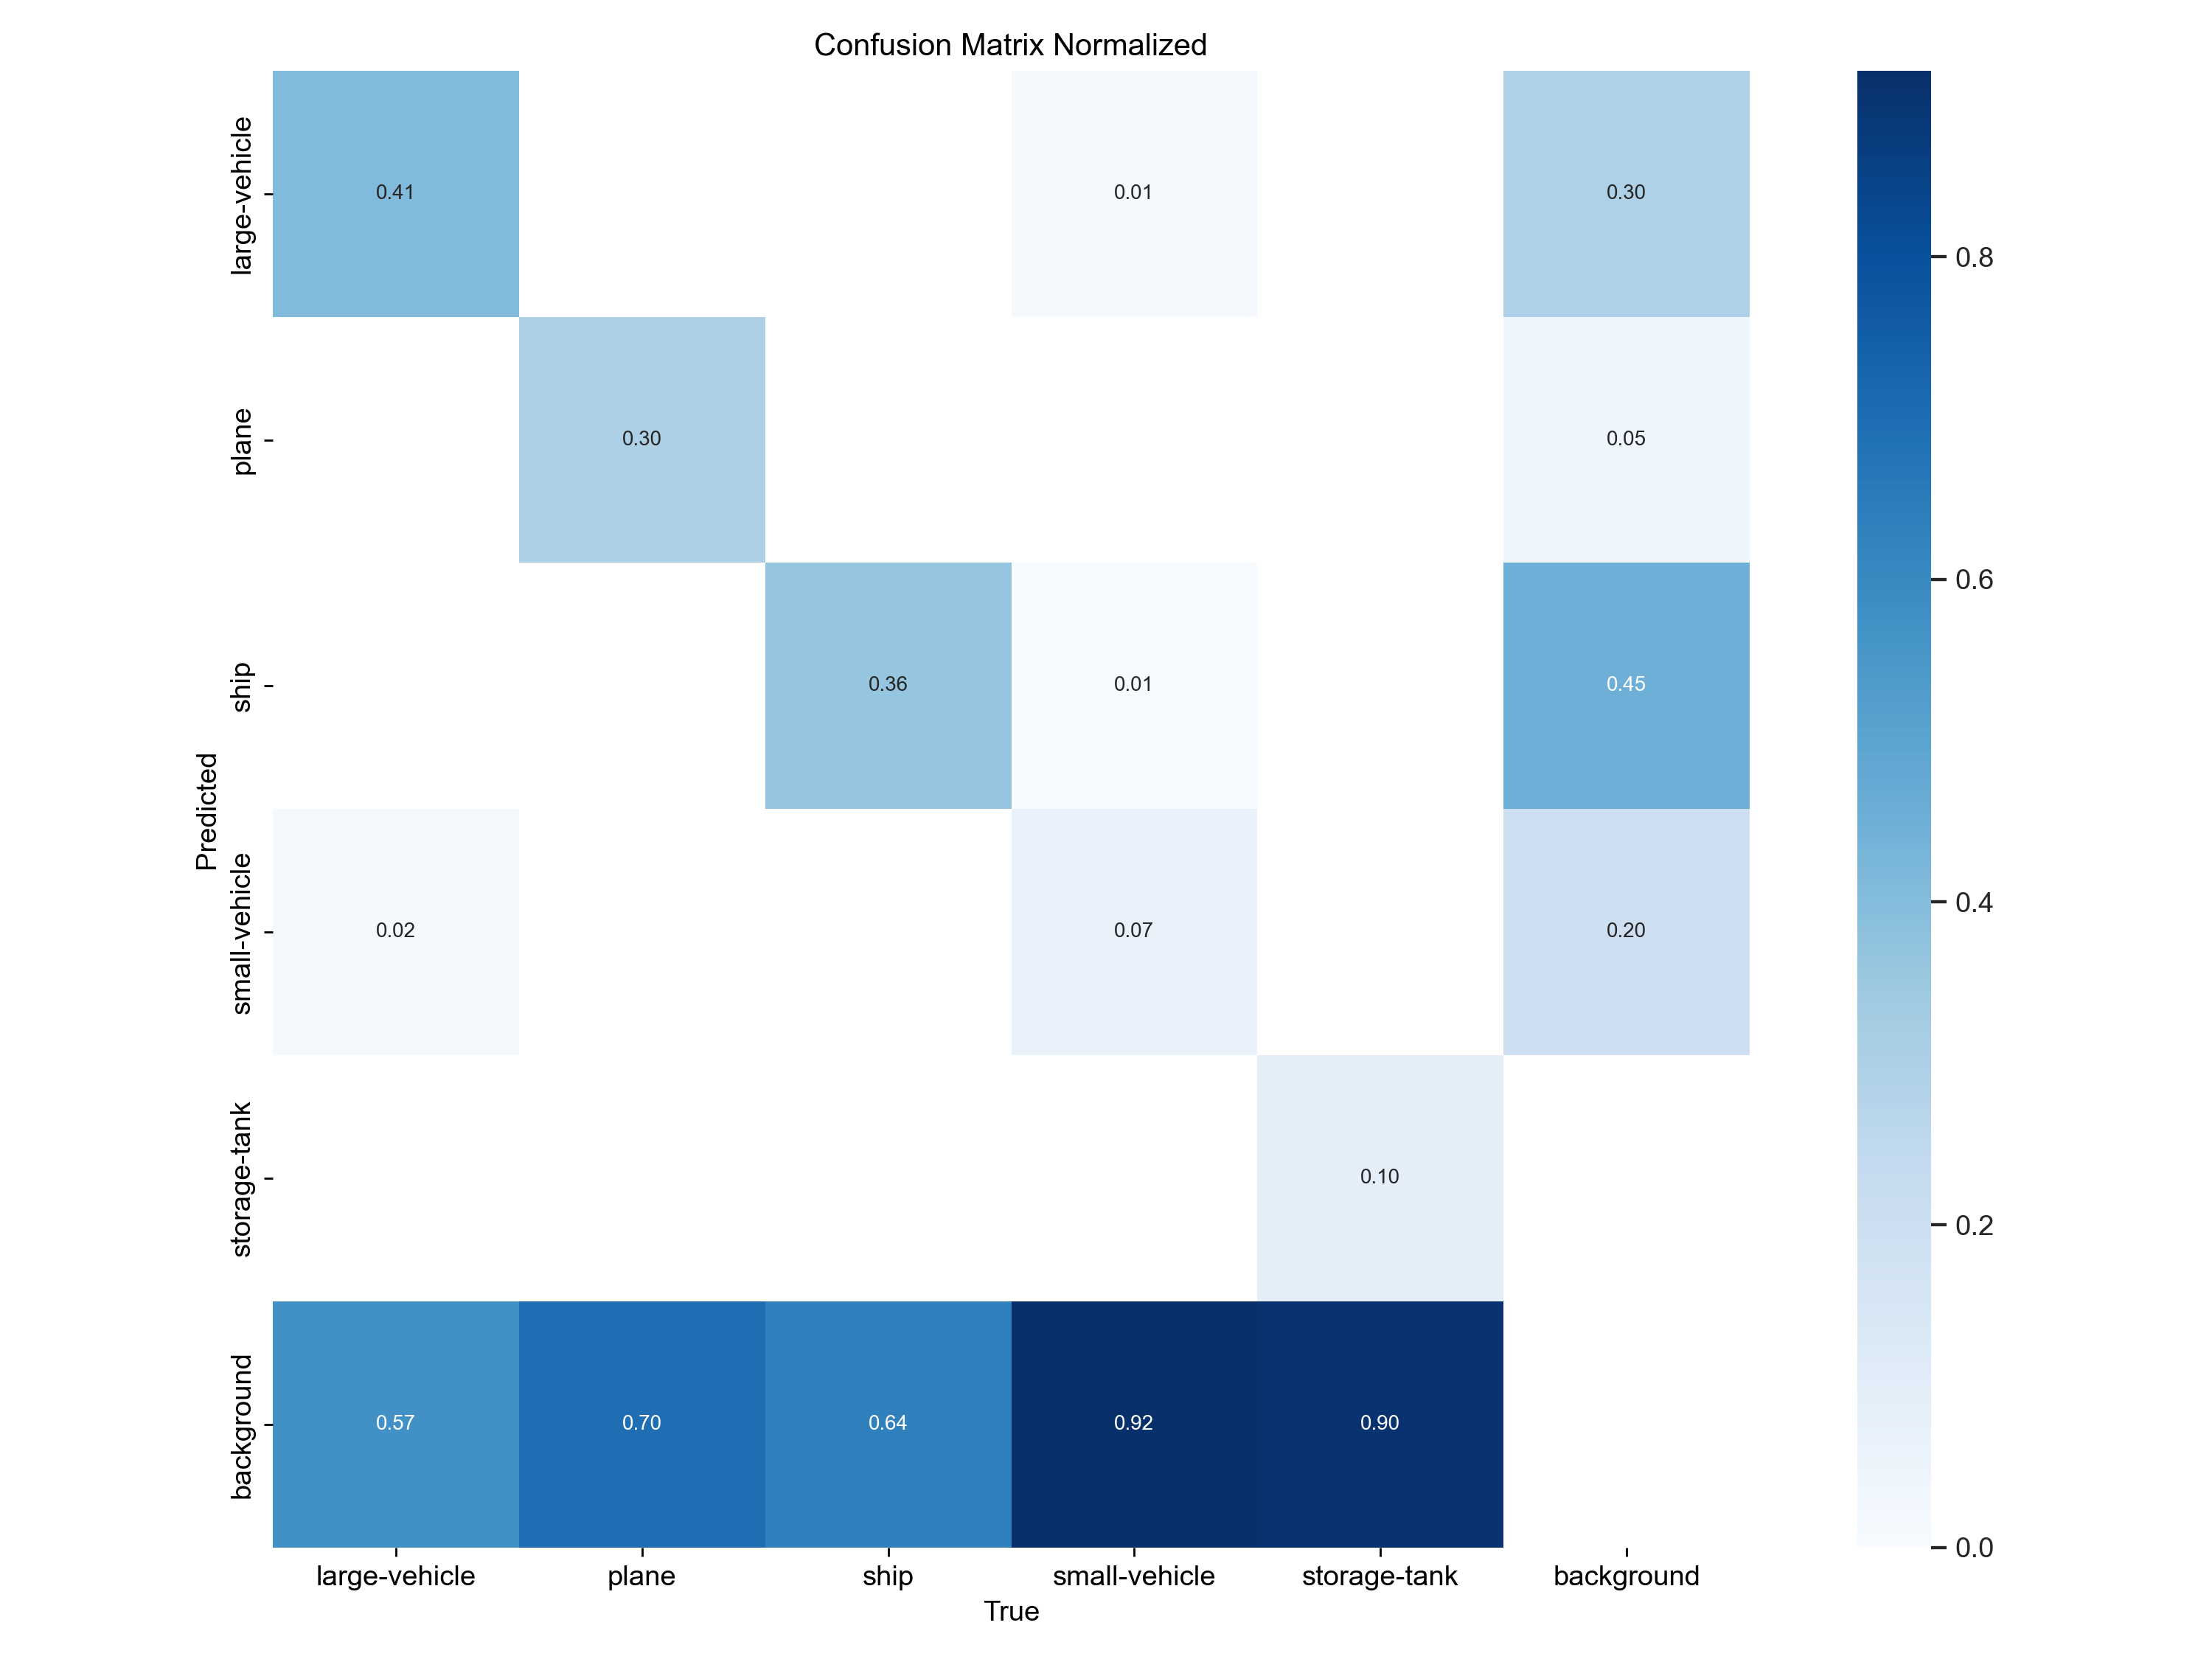 Confusion Matrix Normalized
large-vehicle
0.41
0.01
0.30
0.8
plane
0.30
0.05
0.6
ship
0.36
0.01
0.45
Predicted
small-vehicle
0.02
0.07
0.20
0.4
storage-tank
0.10
0.2
background
0.57
0.70
0.64
0.92
0.90
0.0
large-vehicle plane ship small-vehicle storage-tank background
True